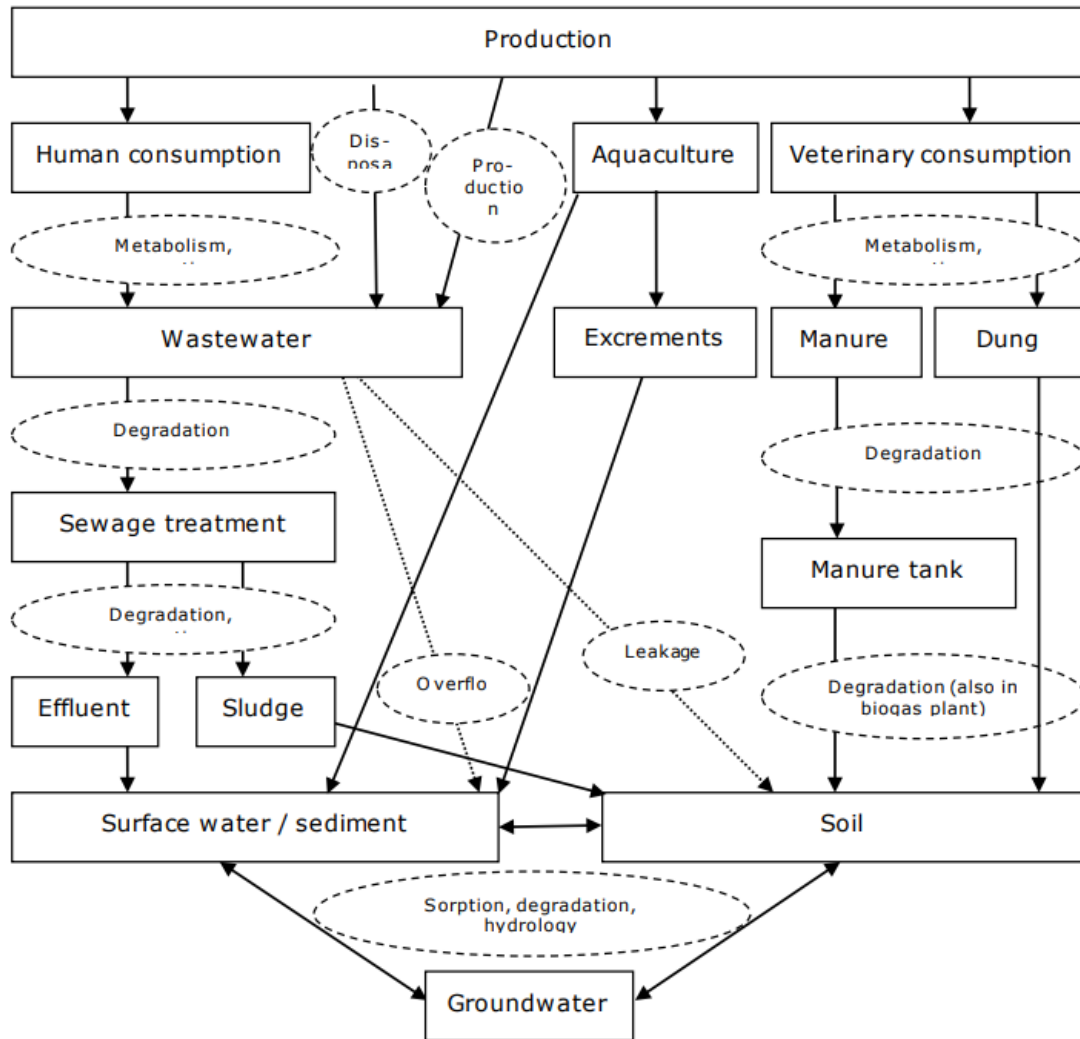 Production
Human consumption
Dis-
posa
Pro-
ductio
n
Aquaculture
Veterinary consumption
Metabolism,
Metabolism,
Wastewater
Excrements
Manure
Dung
Degradation
Degradation
Sewage treatment
Manure tank
Degradation,
Leakage
Effluent
Sludge
Overflo
Degradation (also in
biogas plant)
Surface water / sediment
Soil
Sorption, degradation,
hydrology
Groundwater